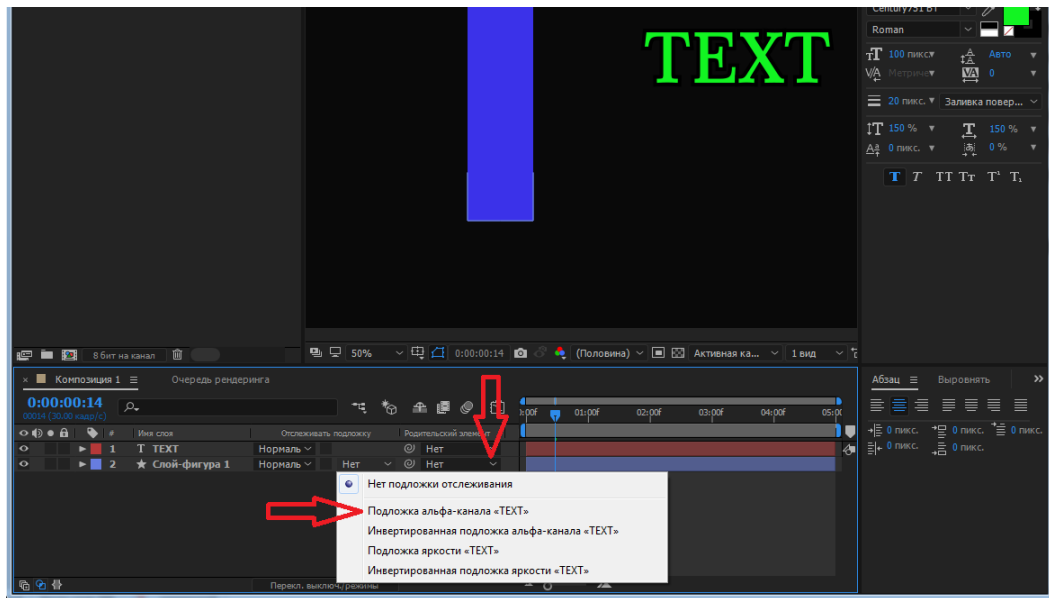 Century731 BT
Roman
TEXT
100 пикс.
Авто
Матричн
0
20 пикс.
Заливка повер...
150 %
150 %
0 пикс.
0 %
T T TT Tт T¹ T₁
8 бит на канал
50%
0:00:00:14
(Половина)
Активная ка...
1 вид
Композиция 1
Очередь рендеринга
Абзац
Выровнять
0:00:00:14
00014 (30.00 кадр/с)
:00f
01:00f
02:00f
03:00f
04:00f
05:00
0 пикс.
0 пикс.
0 пикс.
0 пикс.
0 пикс.
#
Имя слоя
Отслеживать подложку
Родительский элемент
1 T TEXT
Нормаль
Нет
2 Слой-фигура 1
Нормаль
Нет
Нет
Нет подложки отслеживания
Подложка альфа-канала «TEXT»
Инвертированная подложка альфа-канала «TEXT»
Подложка яркости «TEXT»
Инвертированная подложка яркости «TEXT»
Перекл. выключ./режимы